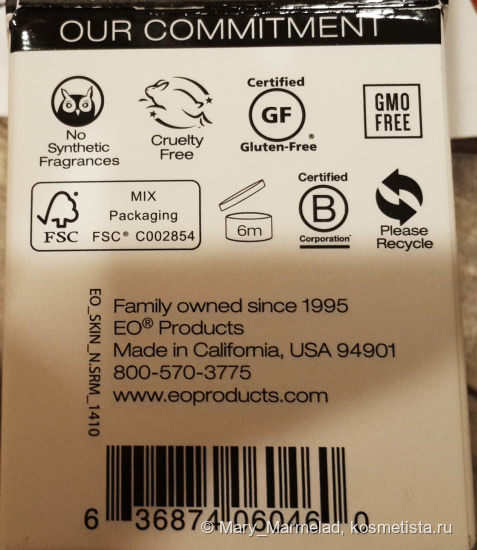 OUR COMMITMENT
No
Synthetic
Fragrances
Cruelty
Free
Certified
GF
®
Gluten-Free
GMO
FREE
FSC
MIX
Packaging
FSC® C002854
6m
Certified
B
Corporation
Please
Recycle
EO_SKIN_N.SRM_1410
Family owned since 1995
EO® Products
Made in California, USA 94901
800-570-3775
www.eoproducts.com
6 36874 06046 0
© Mary_Marmelad, kosmetista.ru